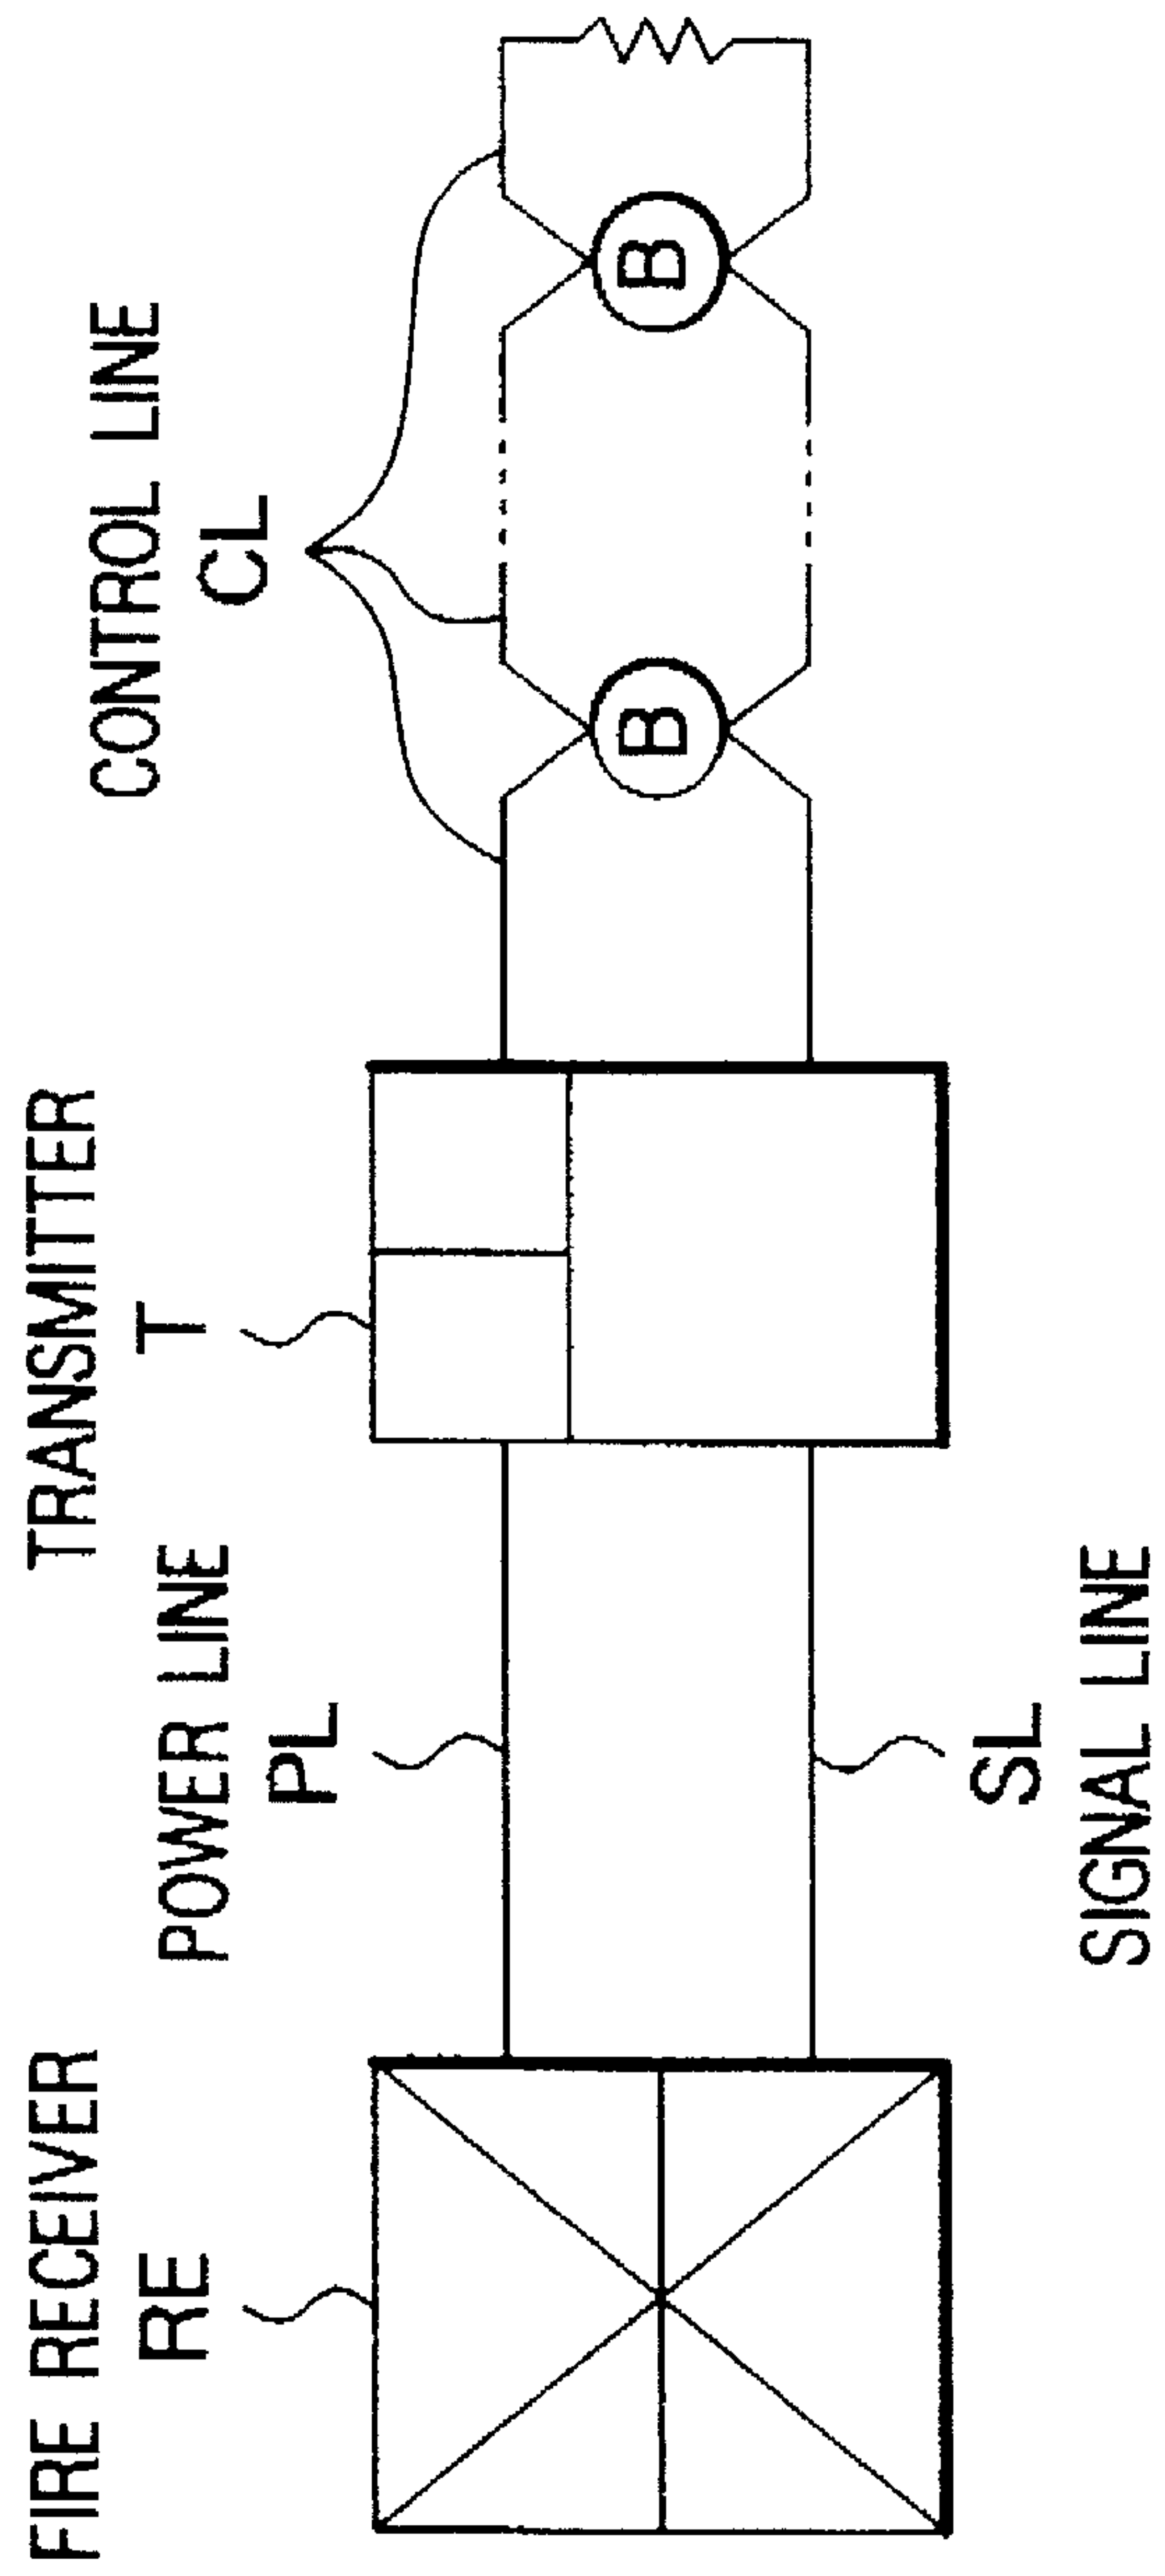 FIRE RECEIVER
RE
POWER LINE
PL
SL
SIGNAL LINE
TRANSMITTER
T
CONTROL LINE
CL
B
B